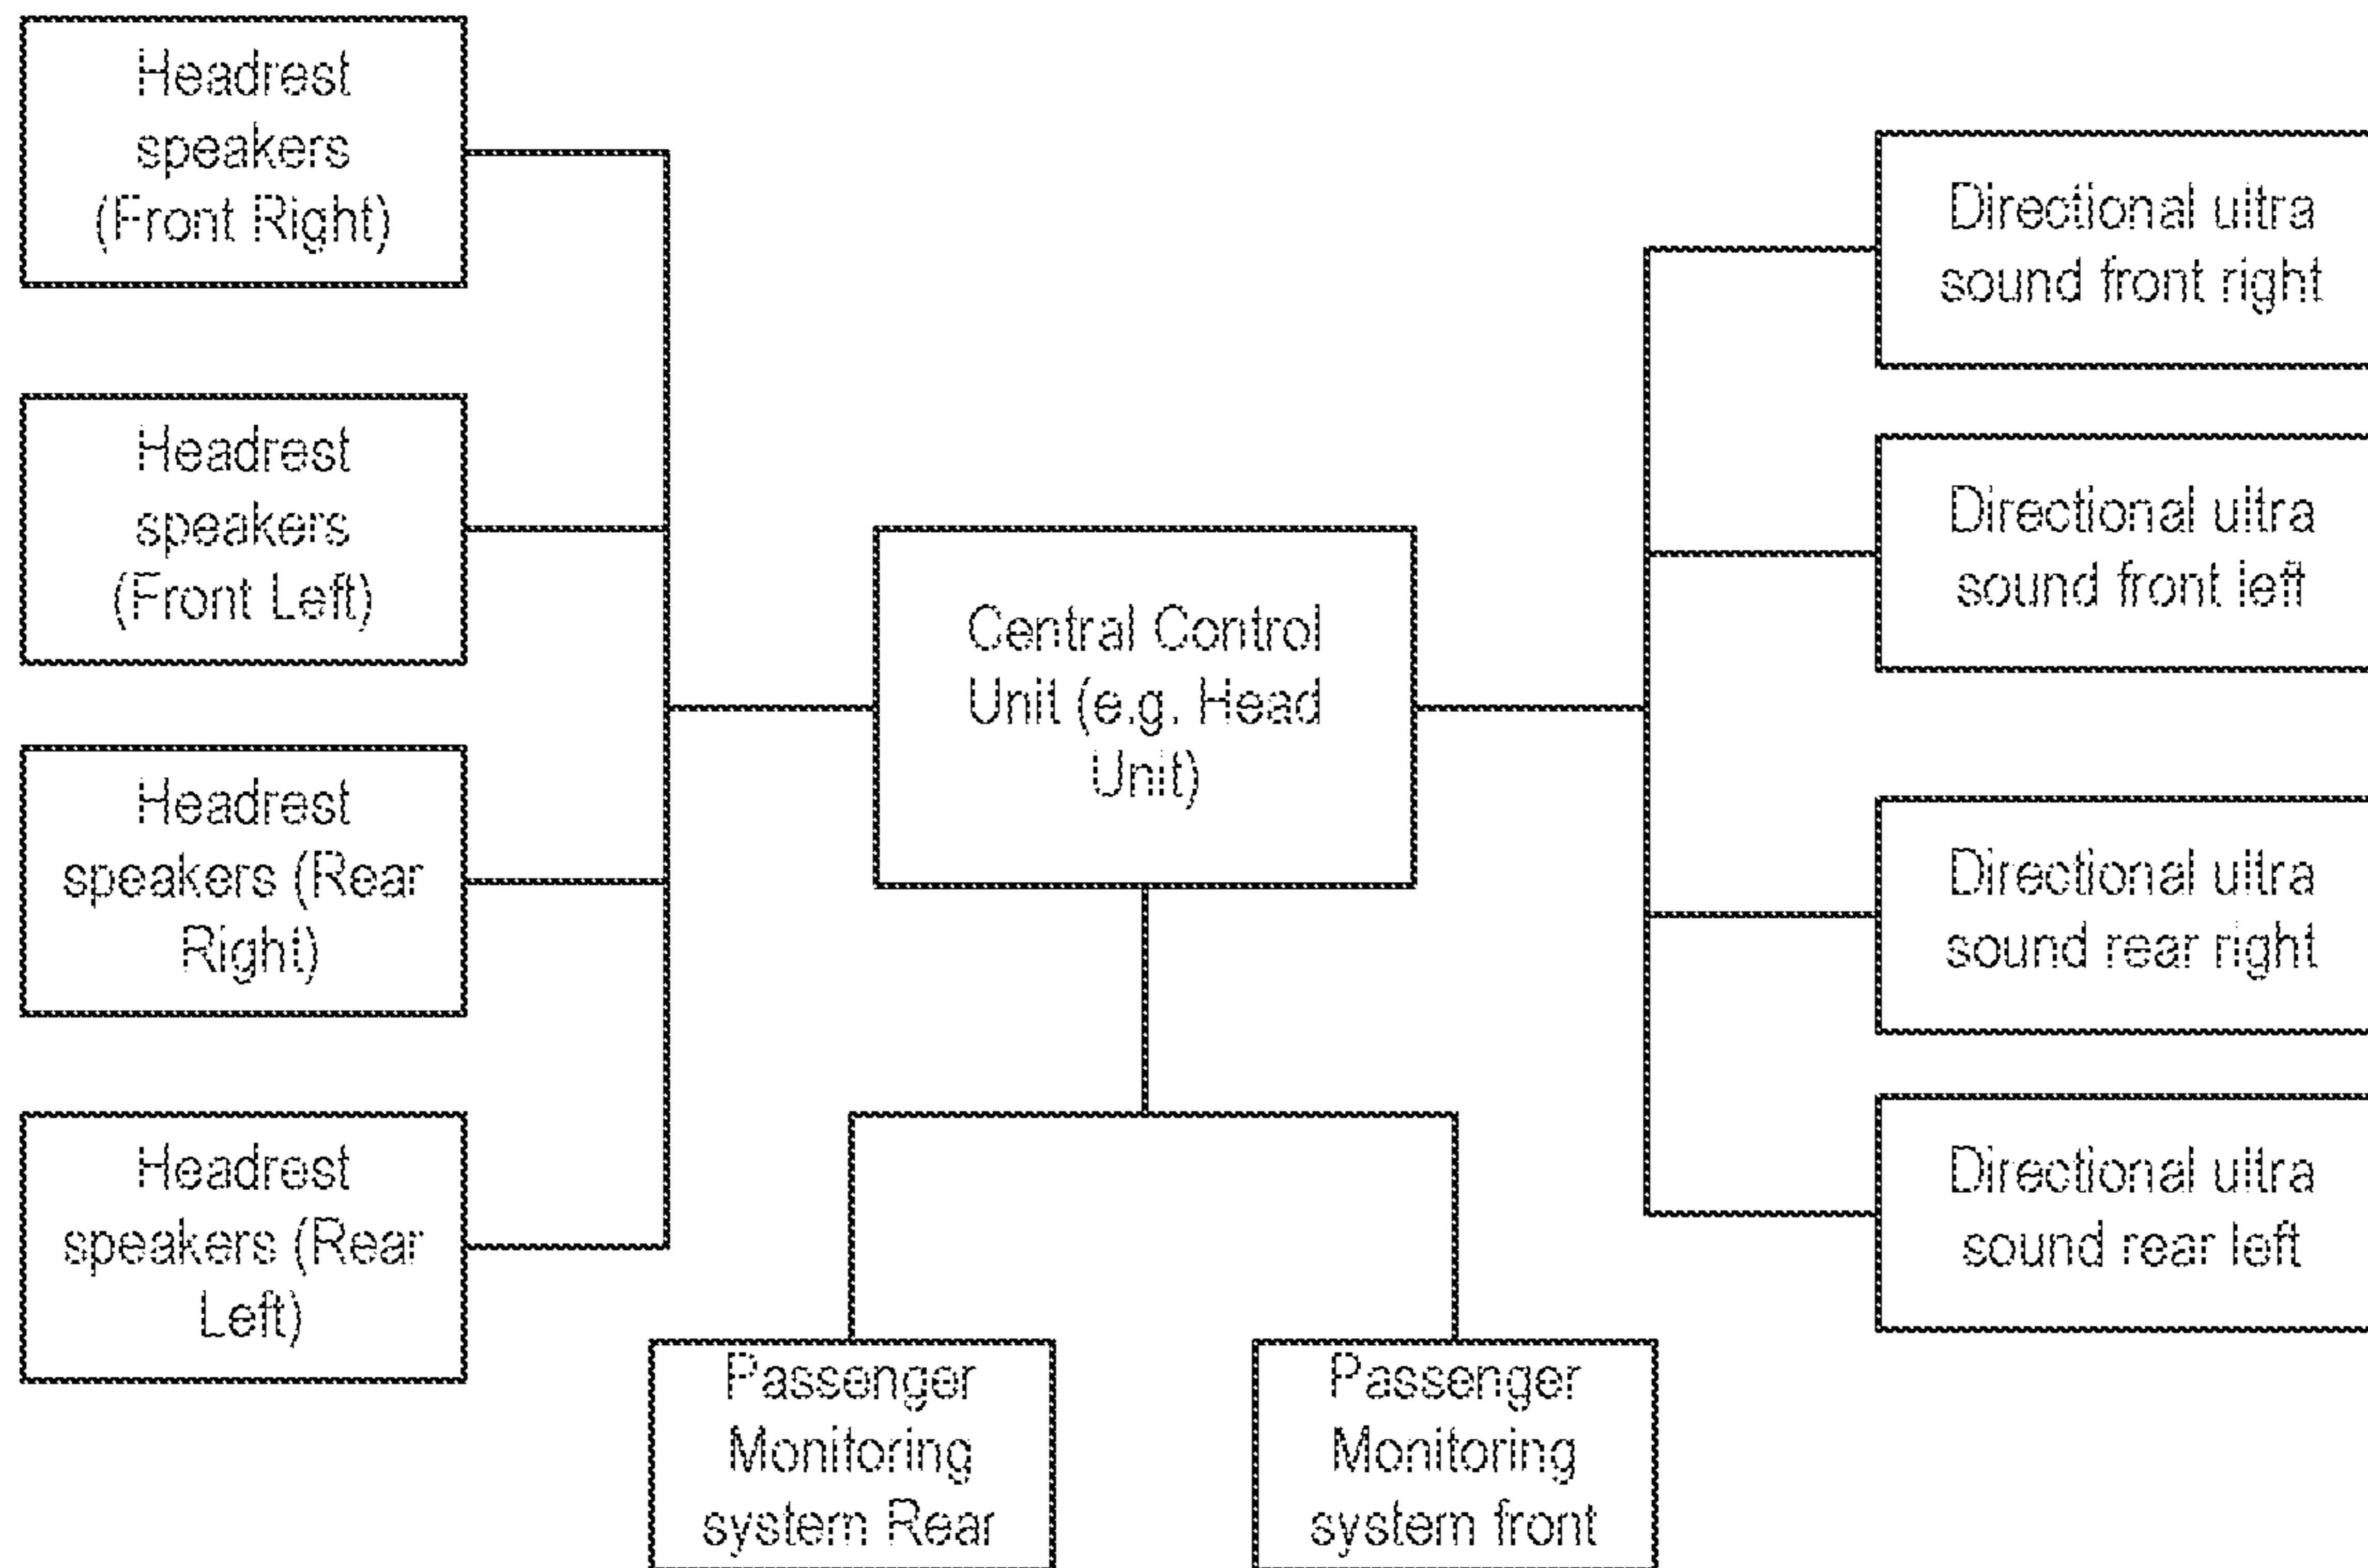 Headrest
speakers
(Front Right)
Headrest
speakers
(Front Left)
Headrest
speakers (Rear
Right)
Headrest
speakers (Rear
Left)
Central Control
Unit (e.g. Head
Unit)
Passenger
Monitoring
system Rear
Passenger
Monitoring
system front
Directional ultra
sound front right
Directional ultra
sound front left
Directional ultra
sound rear right
Directional ultra
sound rear left